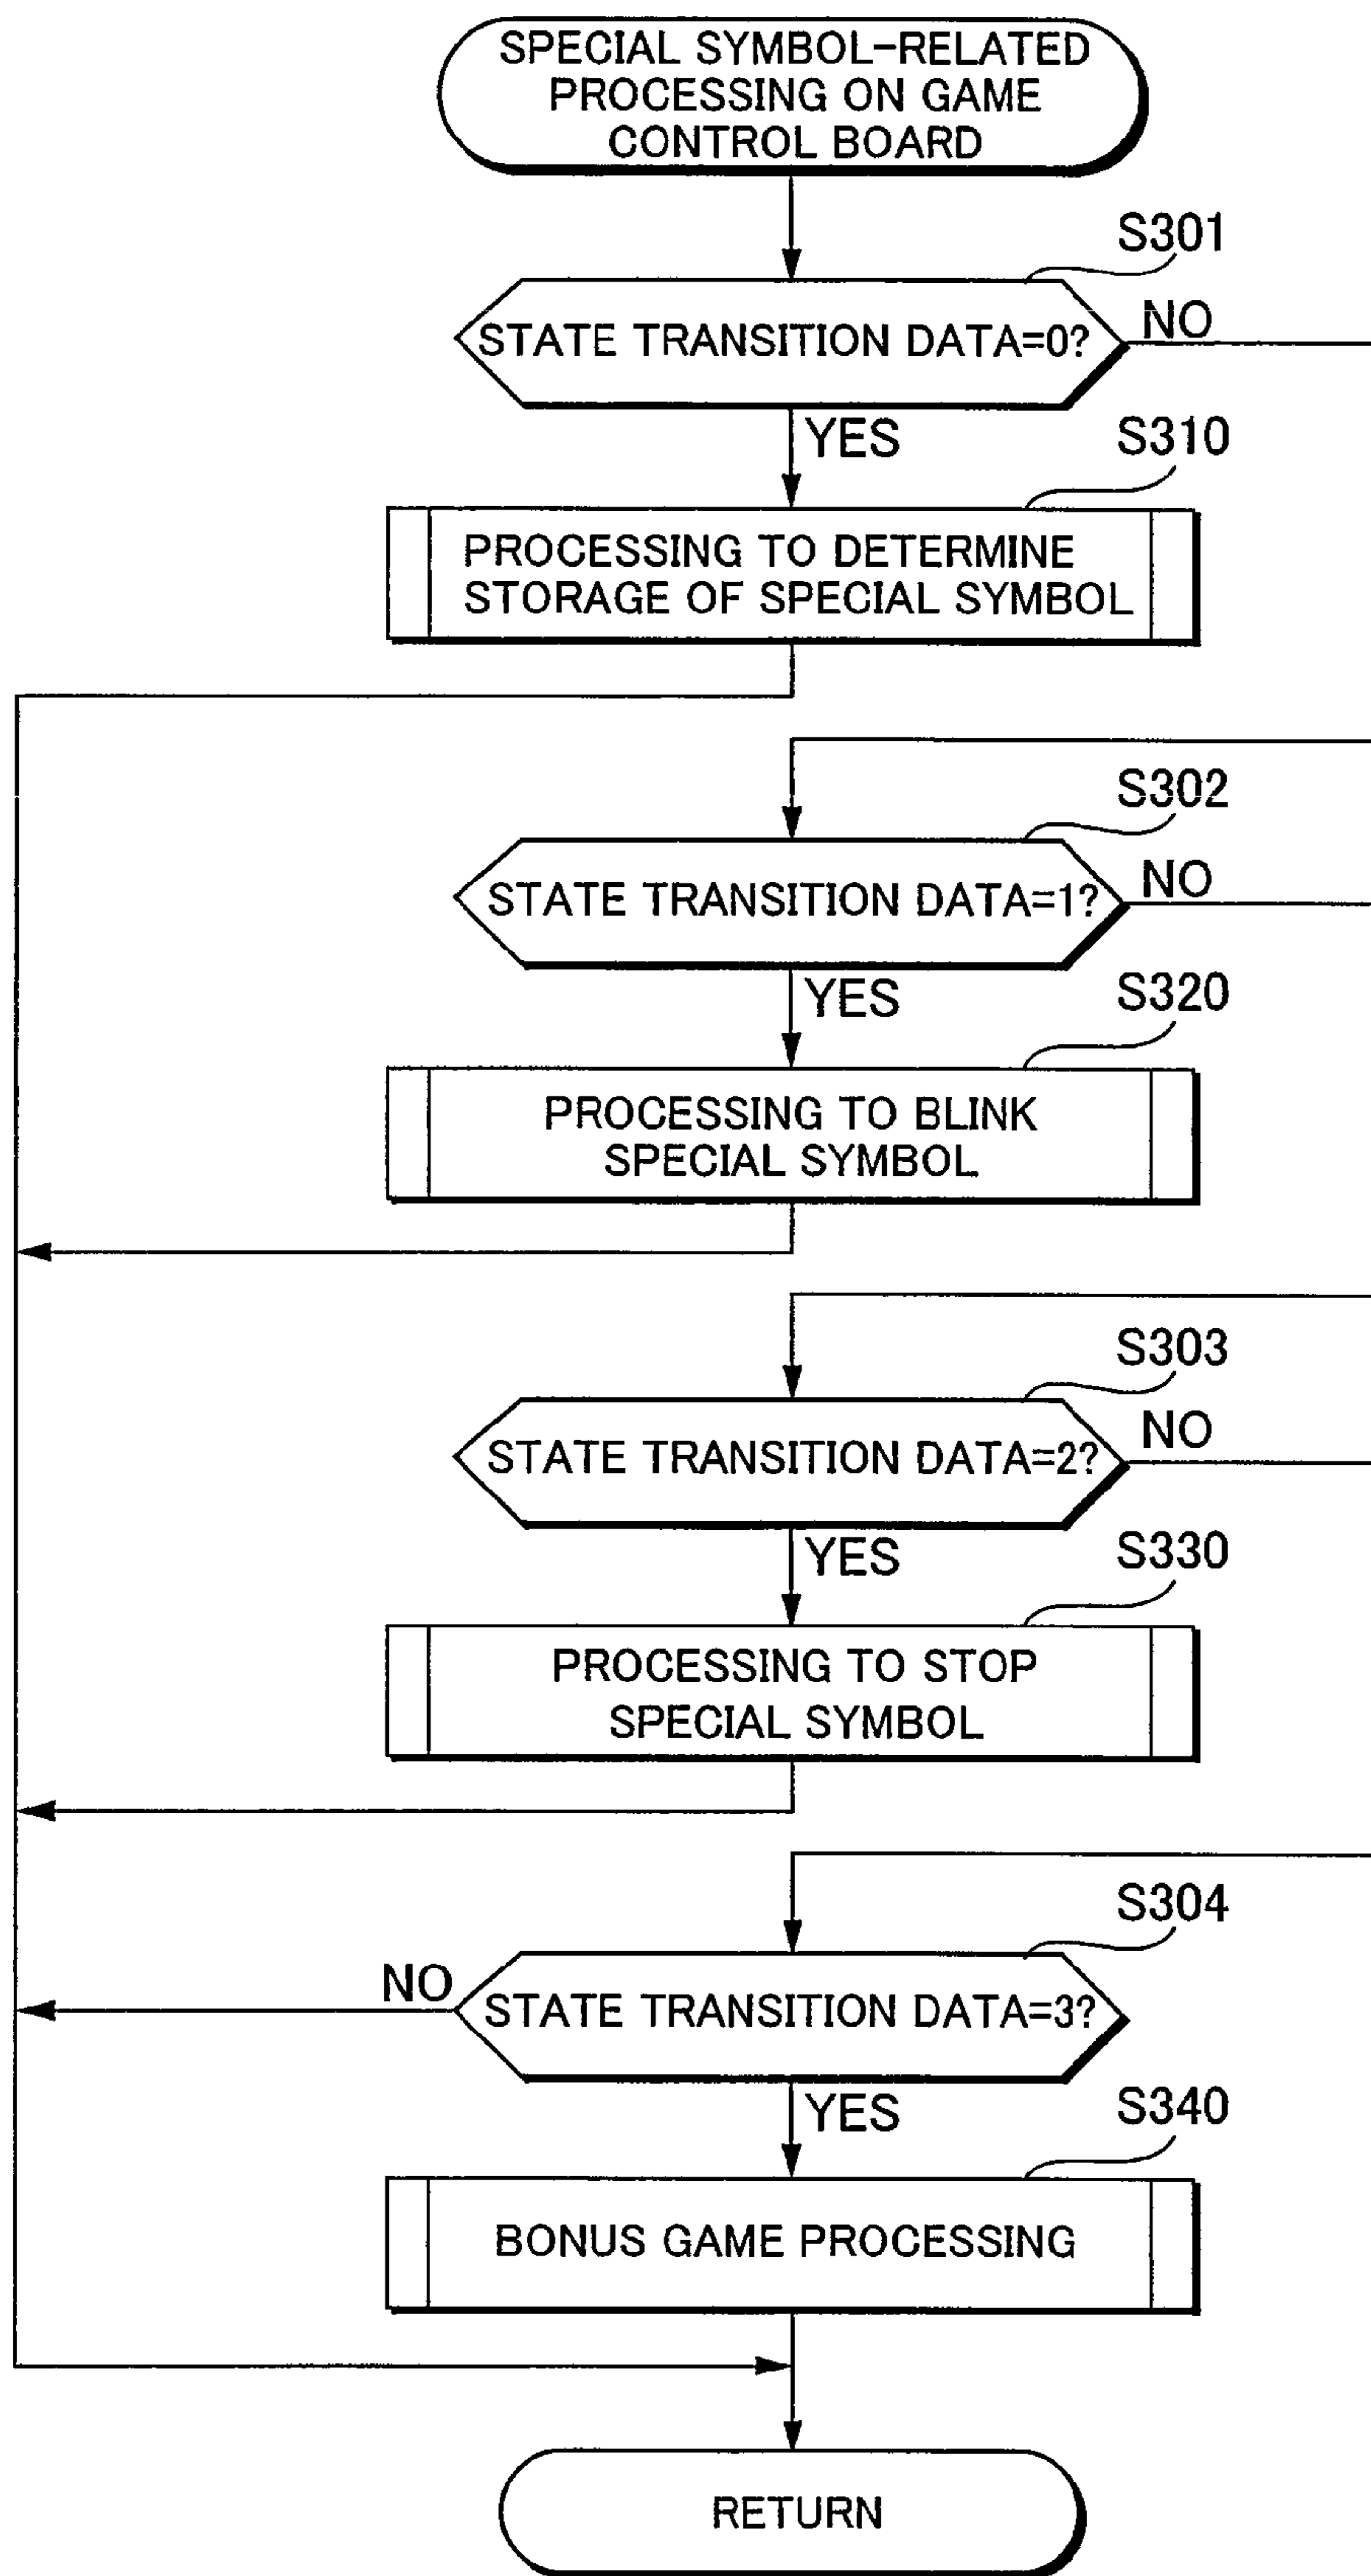 SPECIAL SYMBOL-RELATED
PROCESSING ON GAME
CONTROL BOARD
S301
STATE TRANSITION DATA=0?
NO
YES
S310
PROCESSING TO DETERMINE
STORAGE OF SPECIAL SYMBOL
S302
STATE TRANSITION DATA=1?
NO
YES
S320
PROCESSING TO BLINK
SPECIAL SYMBOL
S303
STATE TRANSITION DATA=2?
NO
YES
S330
PROCESSING TO STOP
SPECIAL SYMBOL
S304
NO
STATE TRANSITION DATA=3?
YES
S340
BONUS GAME PROCESSING
RETURN